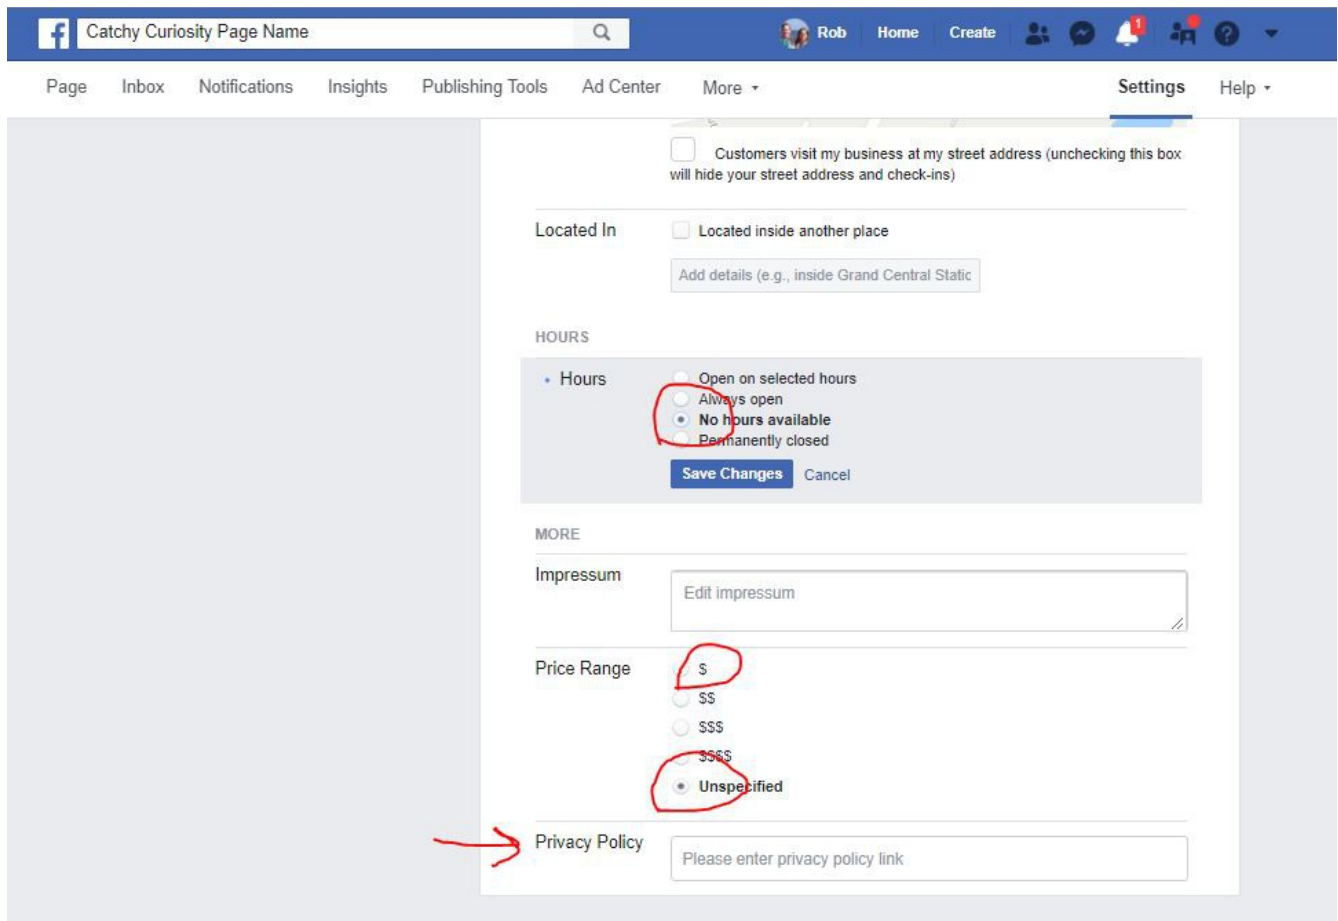 f Catchy Curiosity Page Name Rob Home Create 1
Page Inbox Notifications Insights Publishing Tools Ad Center More Settings Help
Customers visit my business at my street address (unchecking this box
will hide your street address and check-ins)
Located In Located inside another place
Add details (e.g., inside Grand Central Static
HOURS
• Hours Open on selected hours
Always open
No hours available
Permanently closed
Save Changes Cancel
MORE
Impressum
Edit impressum
Price Range $
$$
$$$
$$$$
Unspecified
Privacy Policy
Please enter privacy policy link